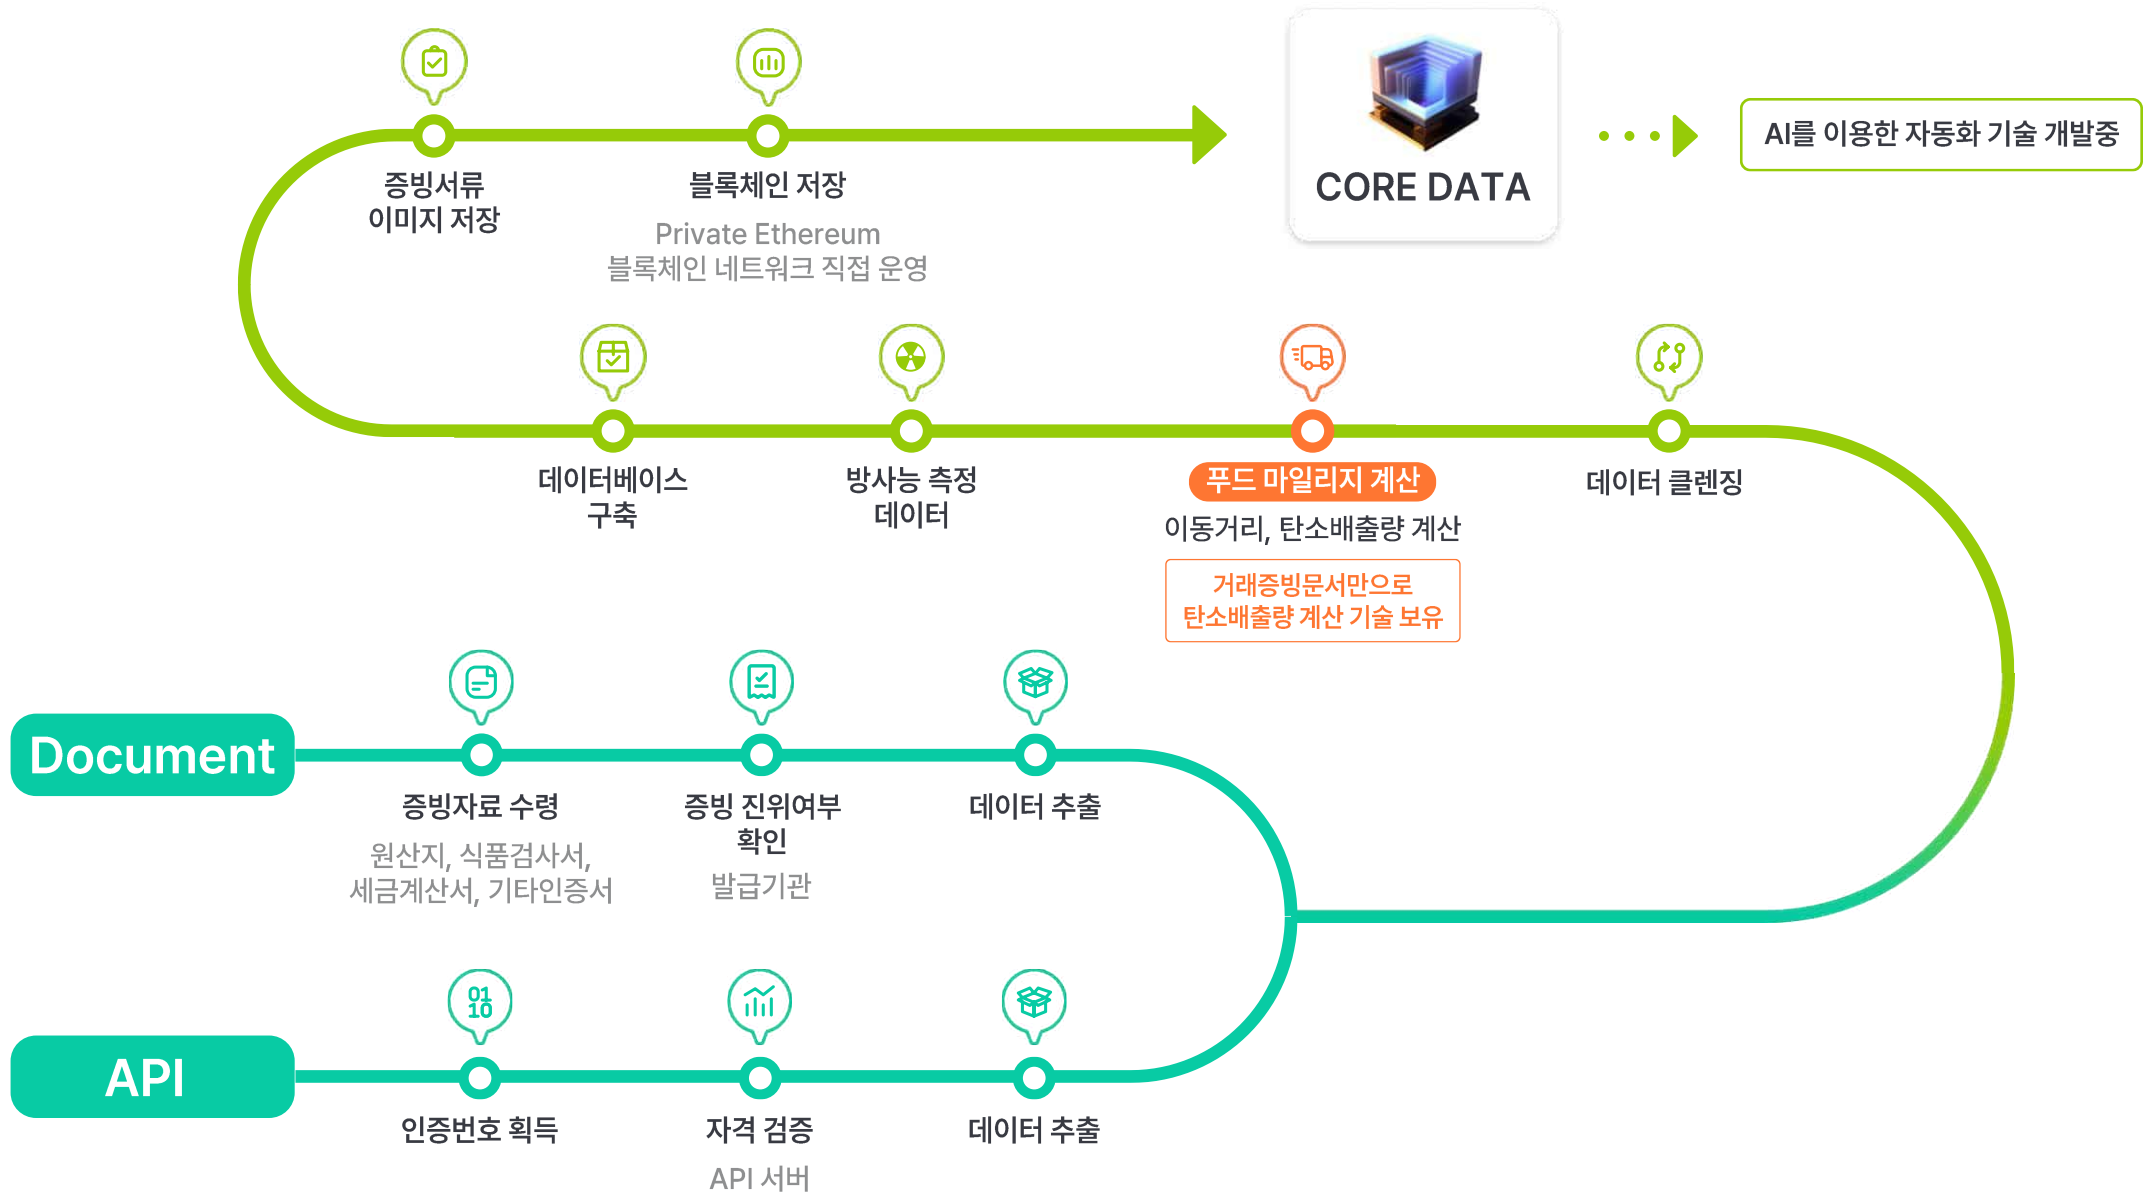 증빙서류
이미지 저장
블록체인 저장
Private Ethereum
블록체인 네트워크 직접 운영
CORE DATA
AI를 이용한 자동화 기술 개발중
데이터베이스
구축
방사능 측정
데이터
푸드 마일리지 계산
이동거리, 탄소배출량 계산
거래증빙문서만으로
탄소배출량 계산 기술 보유
데이터 클렌징
Document
증빙자료 수령
원산지, 식품검사서,
세금계산서, 기타인증서
증빙 진위여부
확인
발급기관
데이터 추출
API
01
10
인증번호 획득
자격 검증
API 서버
데이터 추출